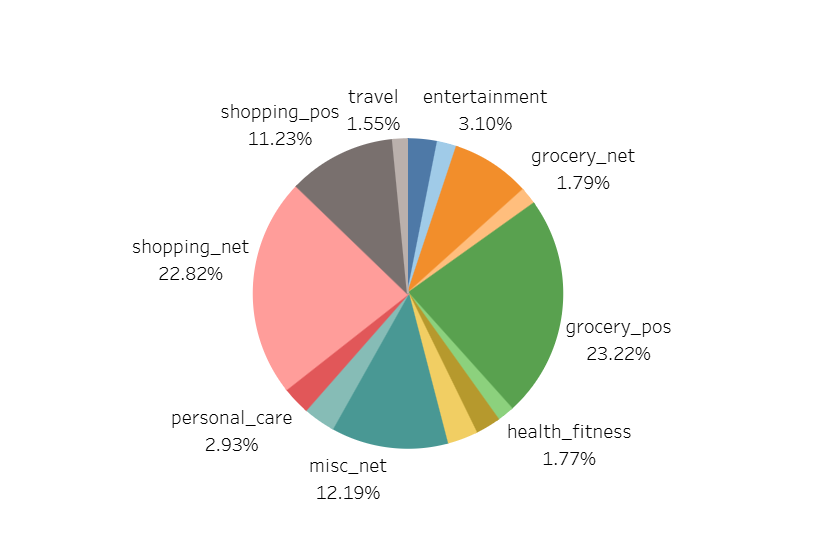 travel
1.55%
entertainment
3.10%
shopping_pos
11.23%
grocery_net
1.79%
shopping_net
22.82%
grocery_pos
23.22%
personal_care
2.93%
health_fitness
1.77%
misc_net
12.19%